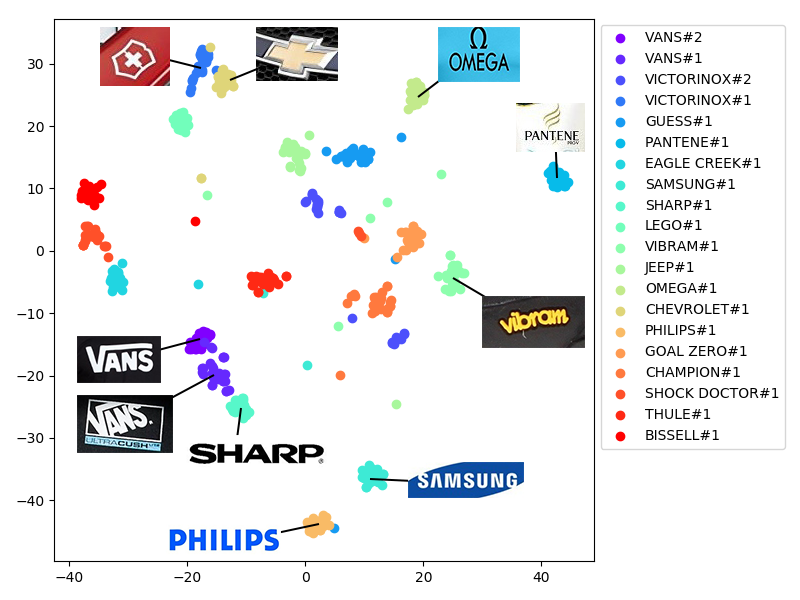 OMEGA
PANTENE
PRO-V
vibram
VANS
VANS.
ULTRACUSH
SHARP
SAMSUNG
PHILIPS
30
20
10
0
−10
−20
−30
−40
−40
−20
0
20
40
VANS#2
VANS#1
VICTORINOX#2
VICTORINOX#1
GUESS#1
PANTENE#1
EAGLE CREEK#1
SAMSUNG#1
SHARP#1
LEGO#1
VIBRAM#1
JEEP#1
OMEGA#1
CHEVROLET#1
PHILIPS#1
GOAL ZERO#1
CHAMPION#1
SHOCK DOCTOR#1
THULE#1
BISSELL#1